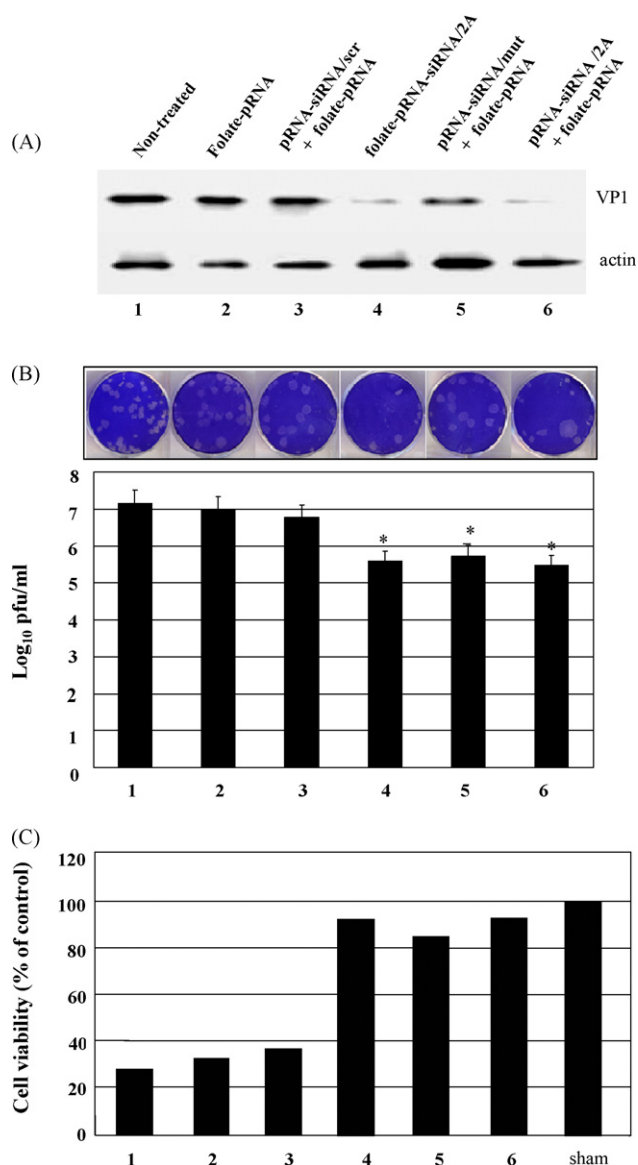 (A)
Non-treated
Folate-pRNA
pRNA-siRNA/scr
+ folate-pRNA
folate-pRNA-siRNA/2A
pRNA-siRNA/mut
+ folate-pRNA
pRNA-siRNA /2A
+ folate-pRNA
VP1
actin
1 2 3 4 5 6
(B)
8
7
6
5
4
3
2
1
0
Log10 pfu/ml
* * *
1 2 3 4 5 6
(C)
120
100
80
60
40
20
0
Cell viability (% of control)
1 2 3 4 5 6 sham